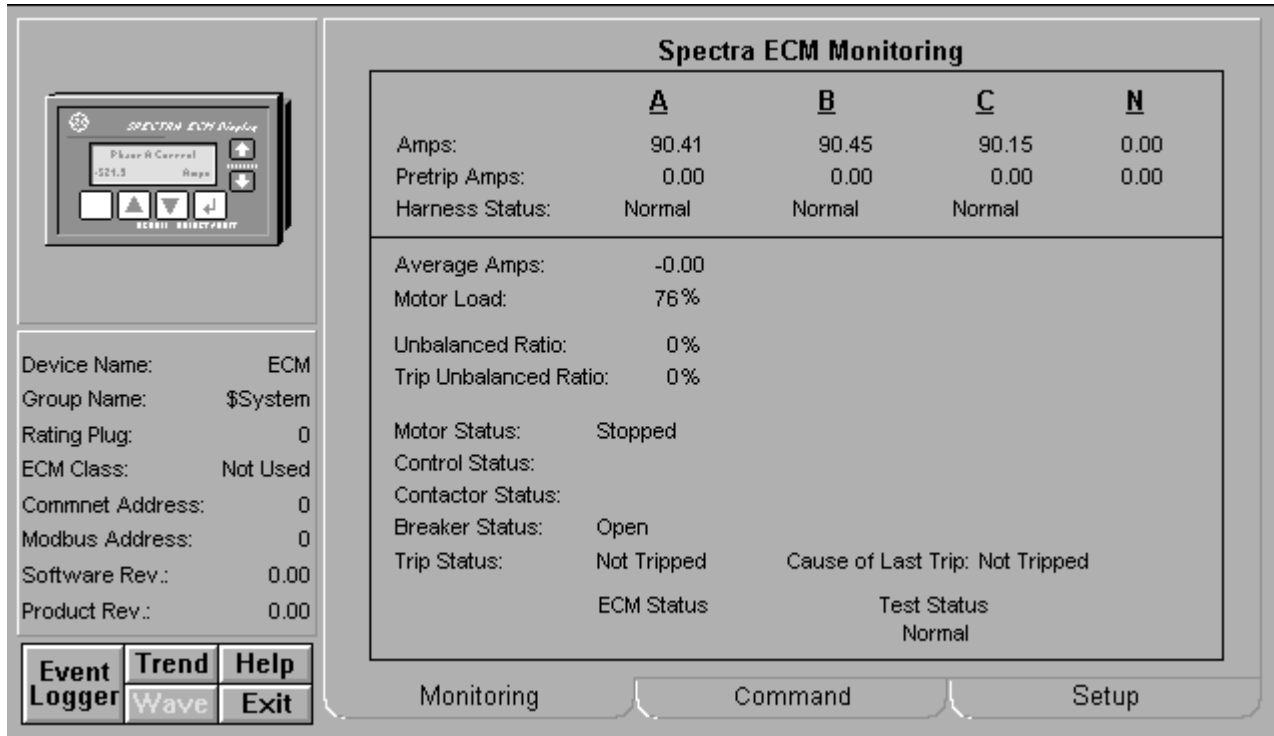 Spectra ECM Monitoring
A B C N
Amps: 90.41 90.45 90.15 0.00
Pretrip Amps: 0.00 0.00 0.00 0.00
Harness Status: Normal Normal Normal
Average Amps: -0.00
Motor Load: 76%
Unbalanced Ratio: 0%
Trip Unbalanced Ratio: 0%
Motor Status: Stopped
Control Status:
Contactor Status:
Breaker Status: Open
Trip Status: Not Tripped Cause of Last Trip: Not Tripped
ECM Status Test Status
Normal
SPECTRA ECM Display
Phase A
Amps
Device Name: ECM
Group Name: $System
Rating Plug: 0
ECM Class: Not Used
Commnet Address: 0
Modbus Address: 0
Software Rev.: 0.00
Product Rev.: 0.00
Event Logger
Trend
Help
Wave
Exit
Monitoring
Command
Setup